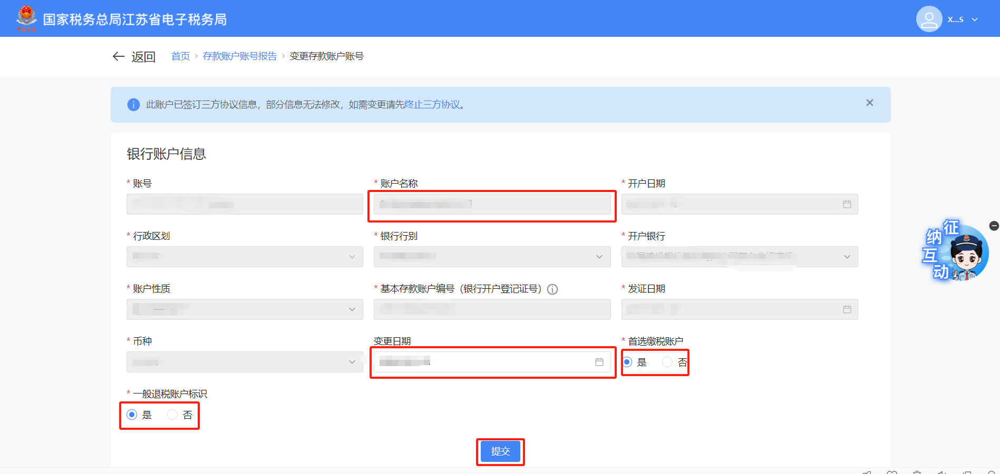 国家税务总局江苏省电子税务局
x...s
返回 首页 > 存款账户账号报告 > 变更存款账户账号
此账户已签订三方协议信息，部分信息无法修改，如需变更请先终止三方协议。
银行账户信息
* 账号
* 账户名称
* 开户日期
* 行政区划
* 银行行别
* 开户银行
* 账户性质
* 基本存款账户编号（银行开户登记证号）
* 发证日期
* 币种
变更日期
* 首选缴税账户
是 否
* 一般退税账户标识
是 否
提交
征纳互动